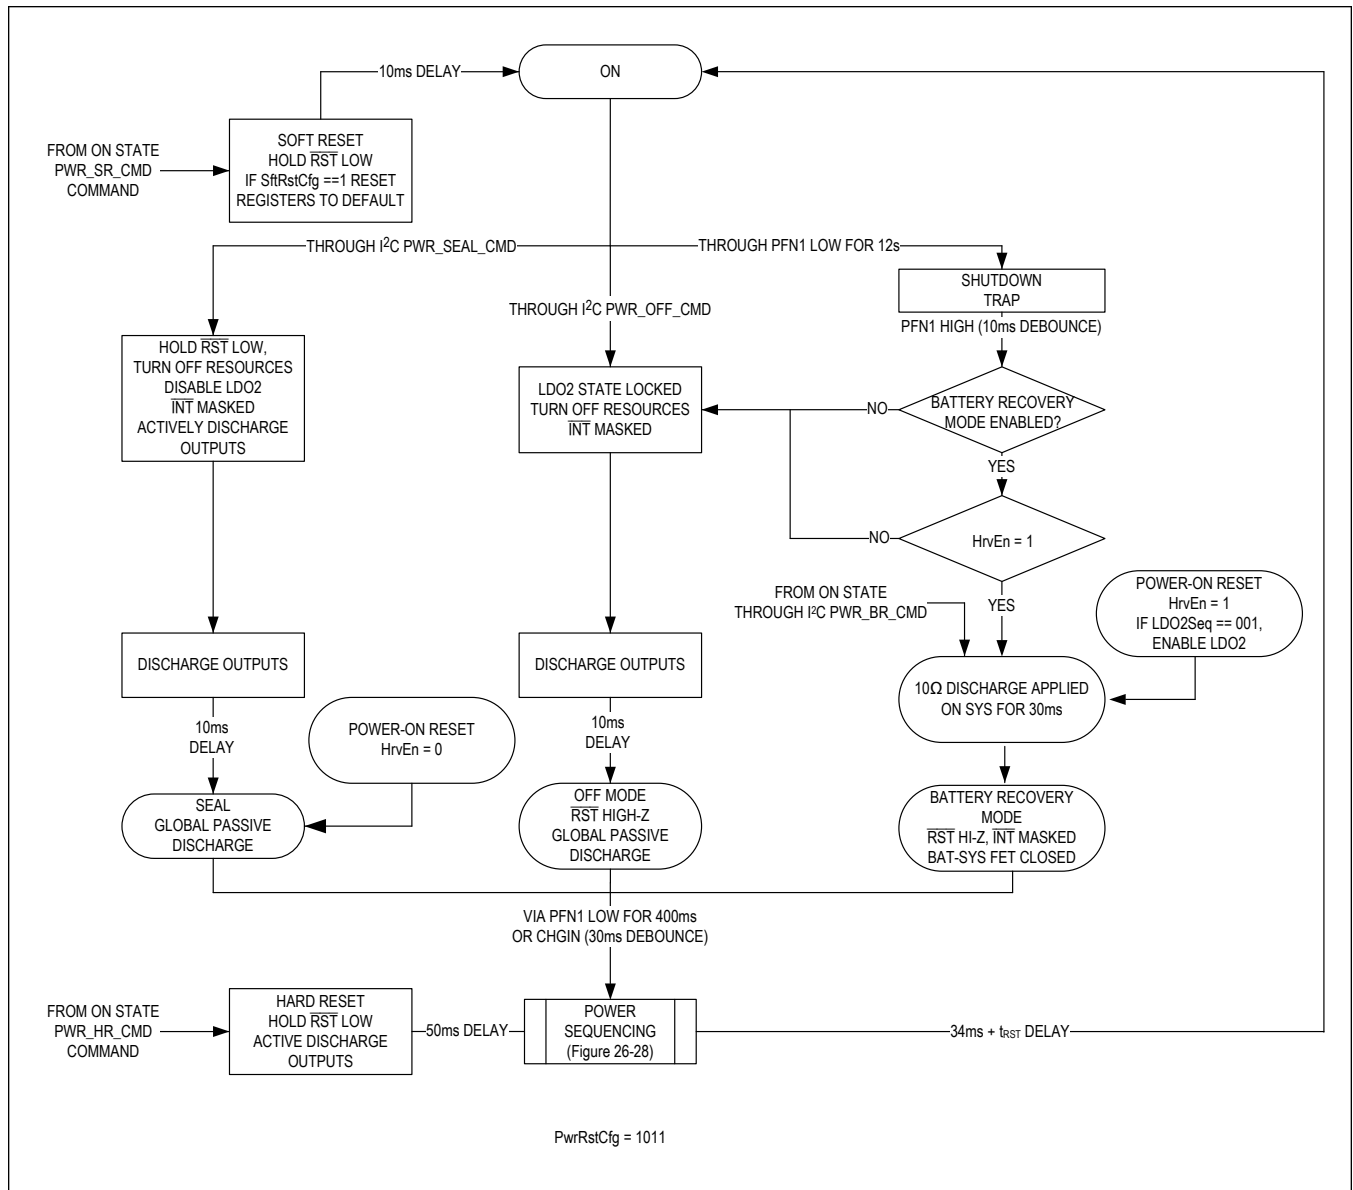 10ms DELAY
ON
FROM ON STATE
PWR_SR_CMD
COMMAND
SOFT RESET
HOLD R̅S̅T̅ LOW
IF SftRstCfg ==1 RESET
REGISTERS TO DEFAULT
THROUGH I²C PWR_SEAL_CMD
THROUGH PFN1 LOW FOR 12s
SHUTDOWN
TRAP
THROUGH I²C PWR_OFF_CMD
PFN1 HIGH (10ms DEBOUNCE)
HOLD R̅S̅T̅ LOW,
TURN OFF RESOURCES
DISABLE LDO2
I̅N̅T̅ MASKED
ACTIVELY DISCHARGE
OUTPUTS
LDO2 STATE LOCKED
TURN OFF RESOURCES
I̅N̅T̅ MASKED
NO
BATTERY RECOVERY
MODE ENABLED?
YES
NO
HrvEn = 1
YES
FROM ON STATE
THROUGH I²C PWR_BR_CMD
POWER-ON RESET
HrvEn = 1
IF LDO2Seq == 001,
ENABLE LDO2
DISCHARGE OUTPUTS
DISCHARGE OUTPUTS
10Ω DISCHARGE APPLIED
ON SYS FOR 30ms
10ms
DELAY
POWER-ON RESET
HrvEn = 0
10ms
DELAY
SEAL
GLOBAL PASSIVE
DISCHARGE
OFF MODE
R̅S̅T̅ HIGH-Z
GLOBAL PASSIVE
DISCHARGE
BATTERY RECOVERY
MODE
R̅S̅T̅ HI-Z, I̅N̅T̅ MASKED
BAT-SYS FET CLOSED
VIA PFN1 LOW FOR 400ms
OR CHGIN (30ms DEBOUNCE)
FROM ON STATE
PWR_HR_CMD
COMMAND
HARD RESET
HOLD R̅S̅T̅ LOW
ACTIVE DISCHARGE
OUTPUTS
50ms DELAY
POWER
SEQUENCING
(Figure 26-28)
34ms + tRST DELAY
PwrRstCfg = 1011